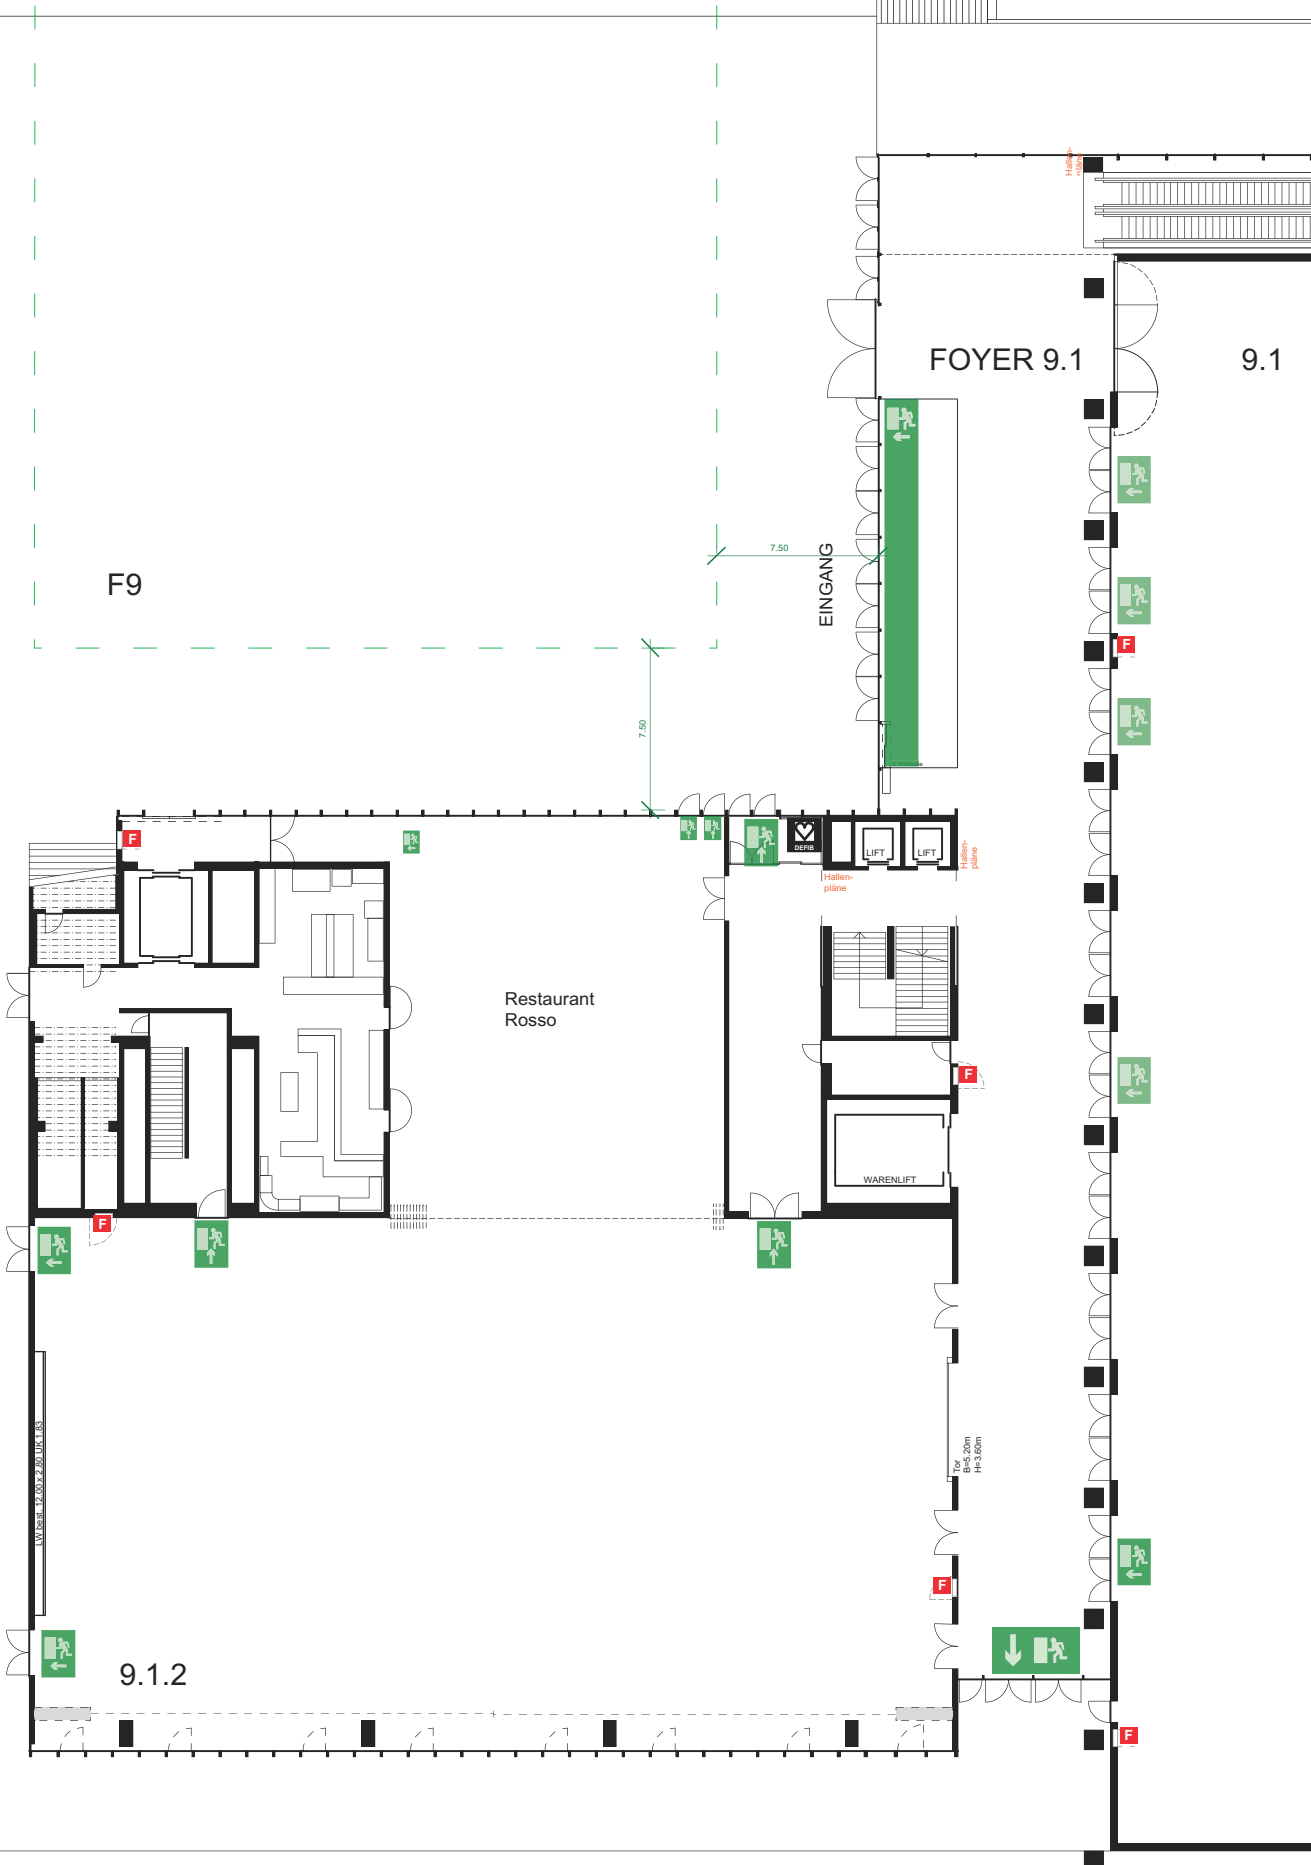 Hallen-
pläne
FOYER 9.1
9.1
7.50
EINGANG
F9
F
7.50
F
DEFIB
LIFT
LIFT
Hallen-
pläne
Hallen-
pläne
Restaurant
Rosso
F
WARENLIFT
F
LW best. 12.00 x 2.80 UK 1.83
Tor
B=5.20m
H=3.60m
F
9.1.2
F